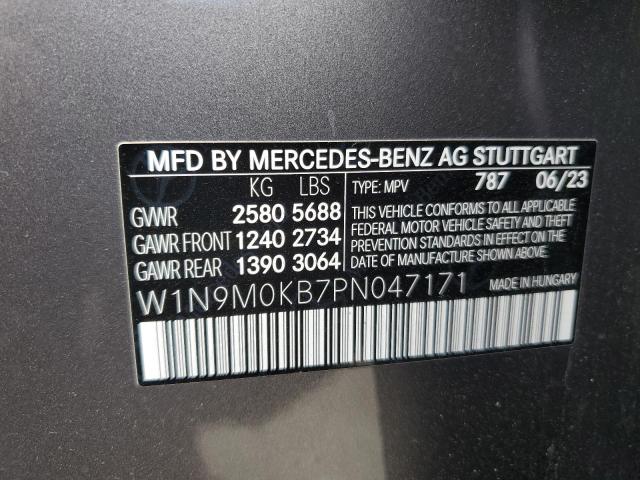 MFD BY MERCEDES-BENZ AG STUTTGART
KG LBS TYPE: MPV 787 06/23
GVWR 2580 5688
GAWR FRONT 1240 2734
GAWR REAR 1390 3064
THIS VEHICLE CONFORMS TO ALL APPLICABLE
FEDERAL MOTOR VEHICLE SAFETY AND THEFT
PREVENTION STANDARDS IN EFFECT ON THE
DATE OF MANUFACTURE SHOWN ABOVE.
W1N9M0KB7PN047171 MADE IN HUNGARY